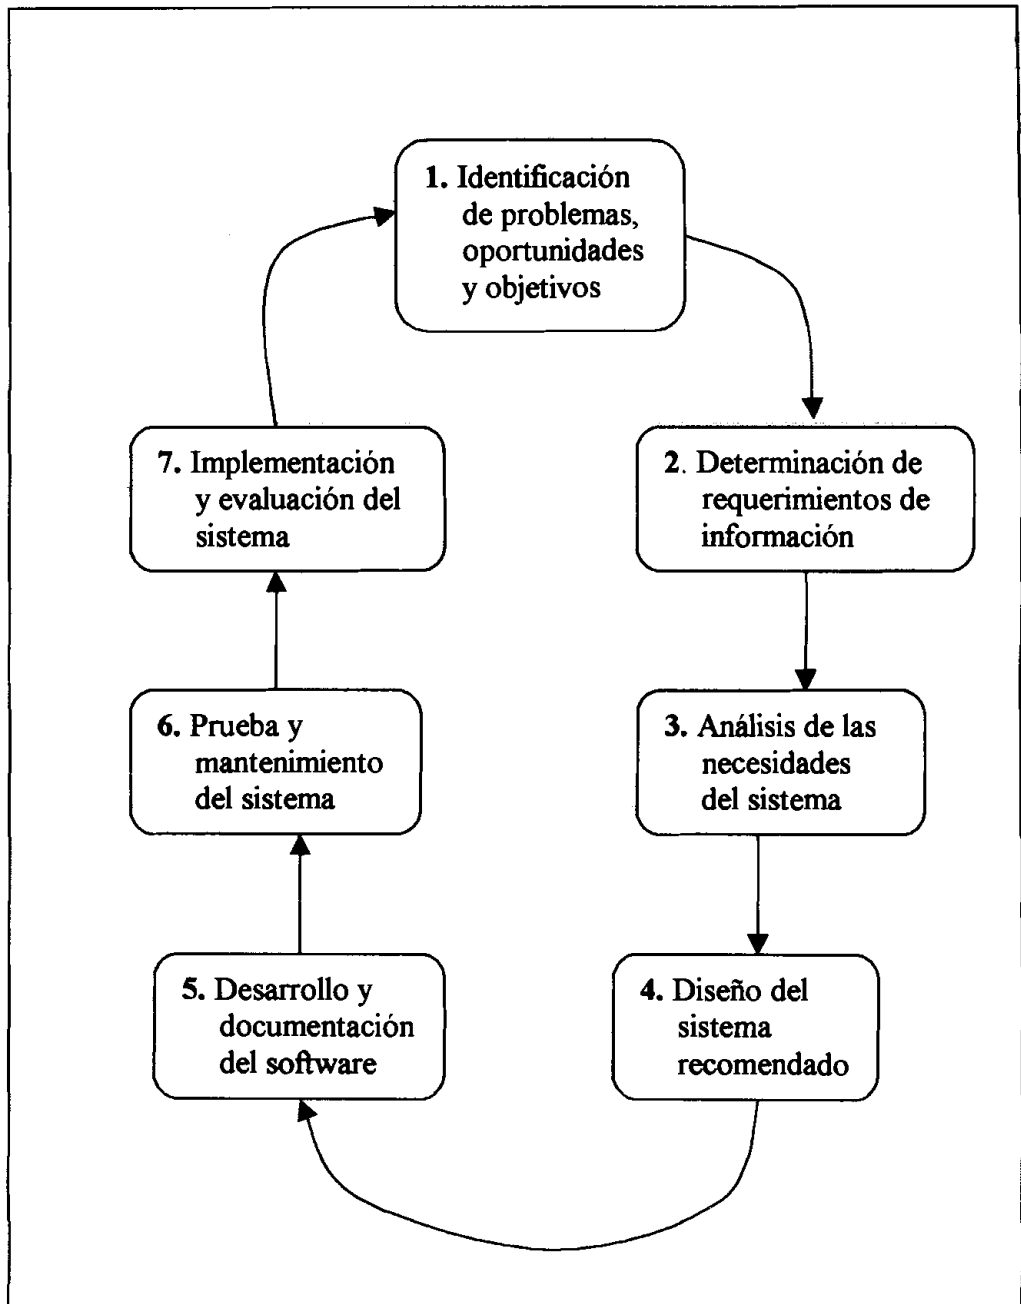 1. Identificación
de problemas,
oportunidades
y objetivos
2. Determinación de
requerimientos de
información
3. Análisis de las
necesidades
del sistema
4. Diseño del
sistema
recomendado
5. Desarrollo y
documentación
del software
6. Prueba y
mantenimiento
del sistema
7. Implementación
y evaluación del
sistema